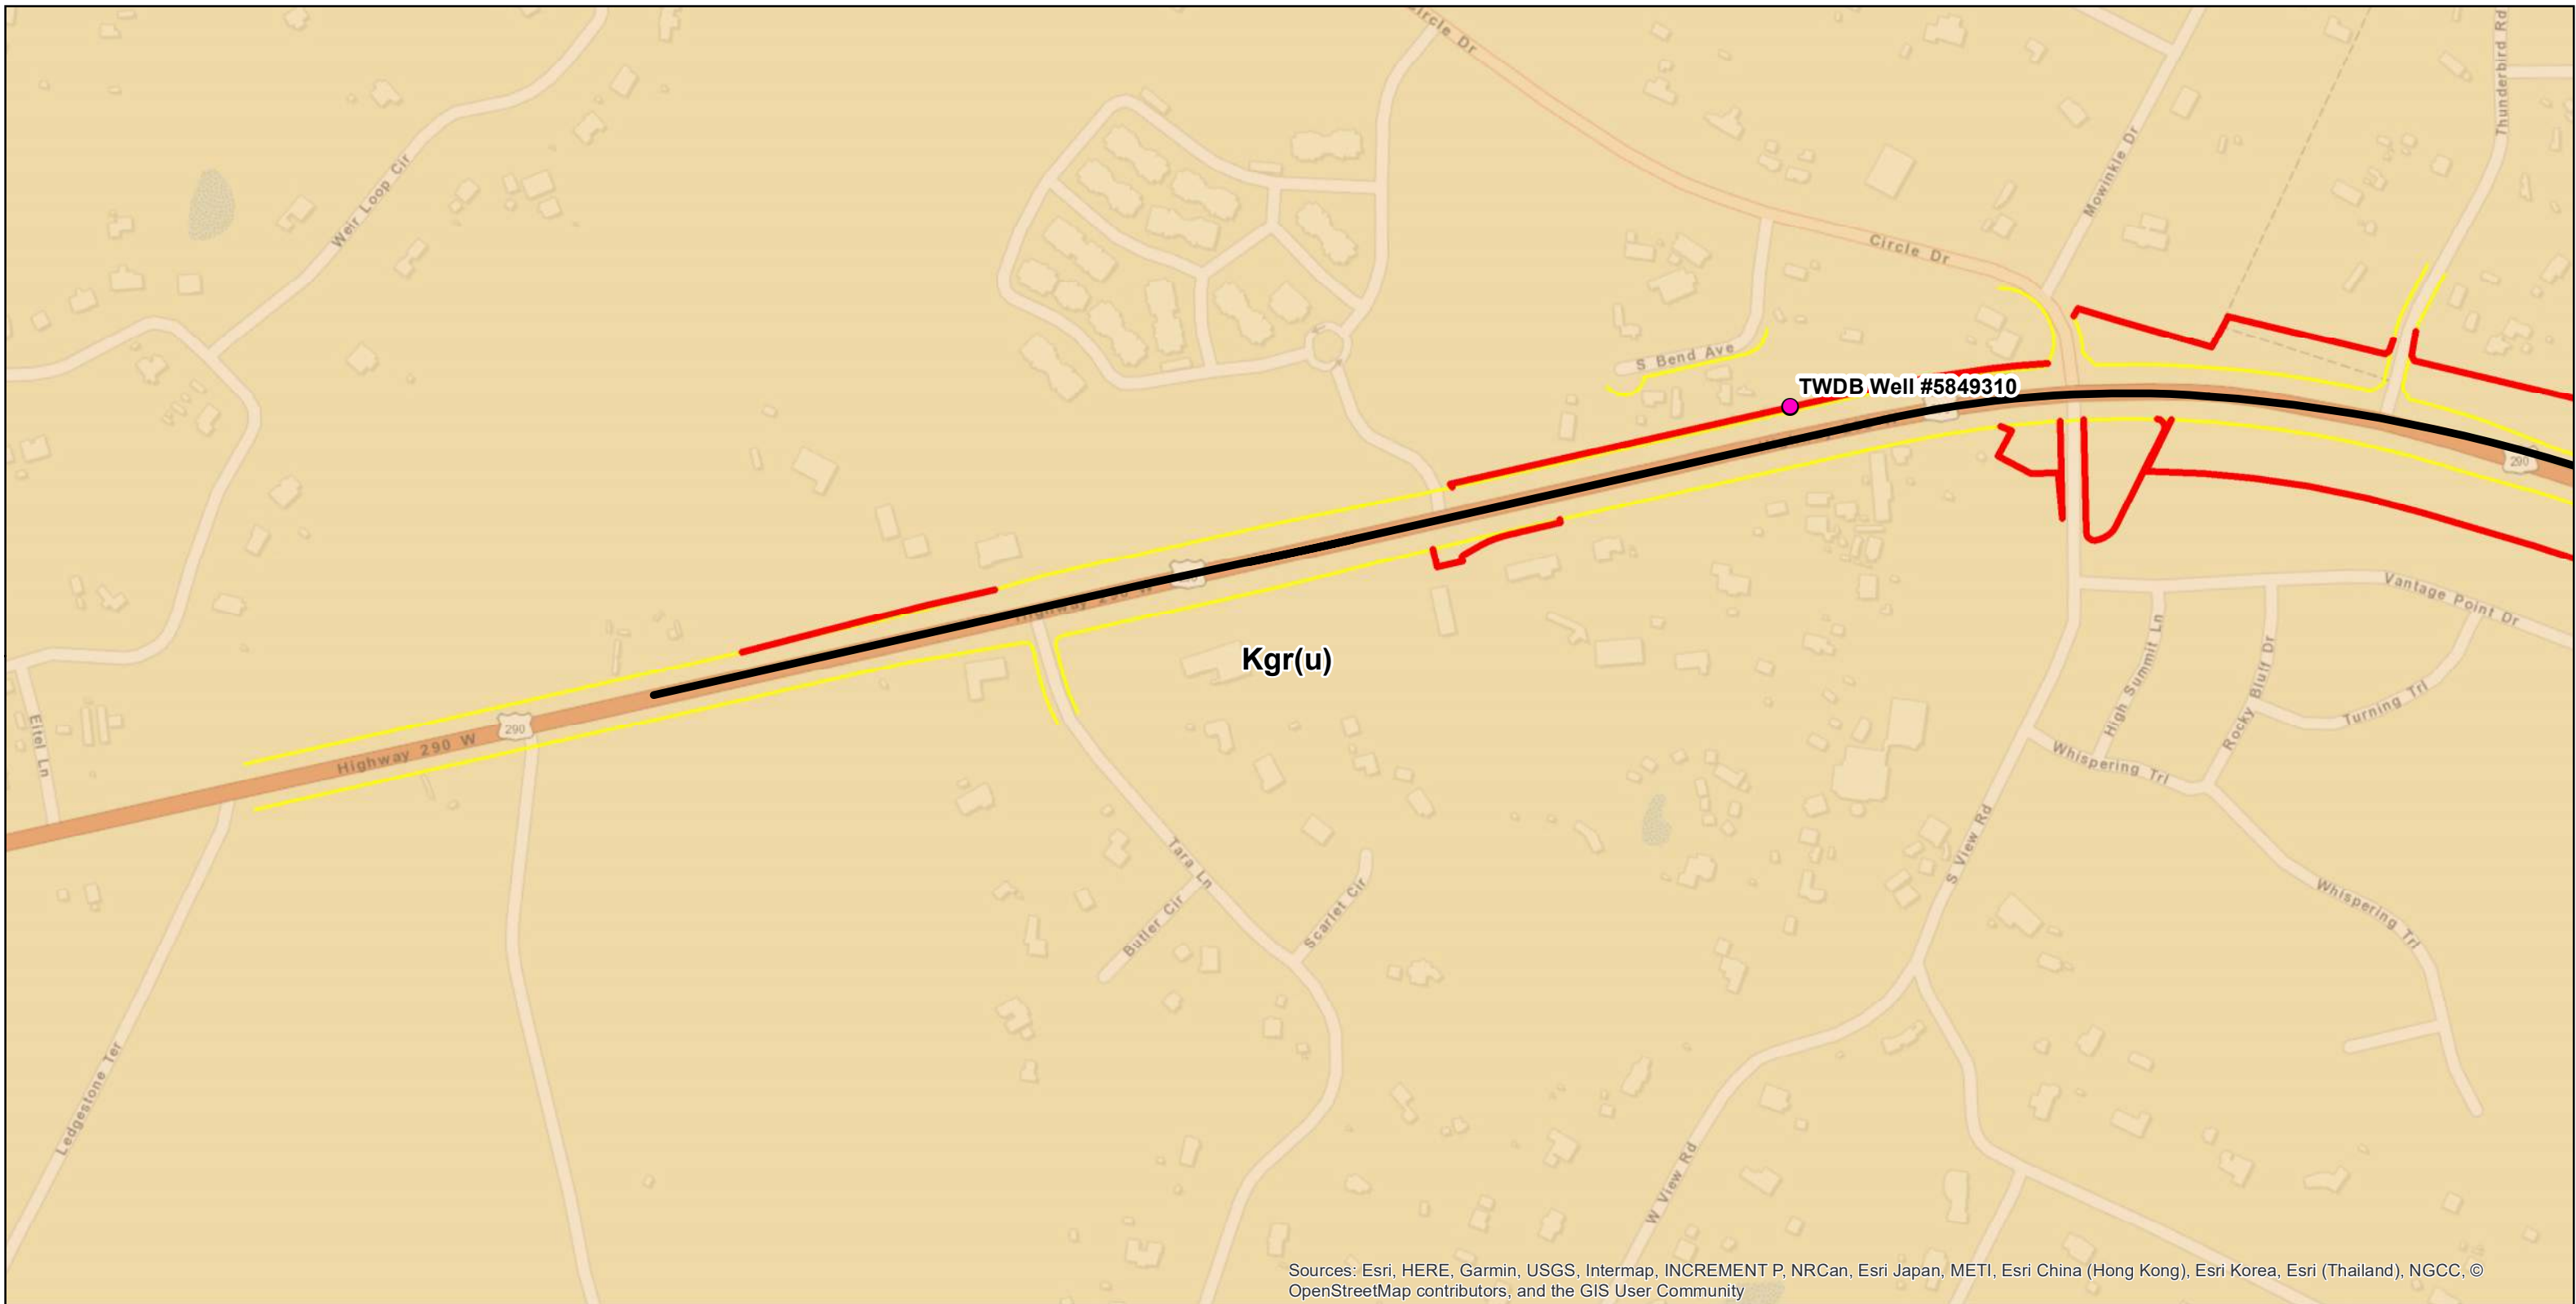 Circle Dr
Thunderbird Rd
Mowinkle Dr
Weir Loop Cir
Circle Dr
S Bend Ave
TWDB Well #5849310
290
Vantage Point Dr
High Summit Ln
Rocky Bluff Dr
Turning Trl
Kgr(u)
Whispering Trl
Eitel Ln
290
Highway 290 W
S View Rd
Tara Ln
Butler Cir
Scarlet Cir
Whispering Trl
Ledgestone Ter
W View Rd
Sources: Esri, HERE, Garmin, USGS, Intermap, INCREMENT P, NRCan, Esri Japan, METI, Esri China (Hong Kong), Esri Korea, Esri (Thailand), NGCC, ©
OpenStreetMap contributors, and the GIS User Community